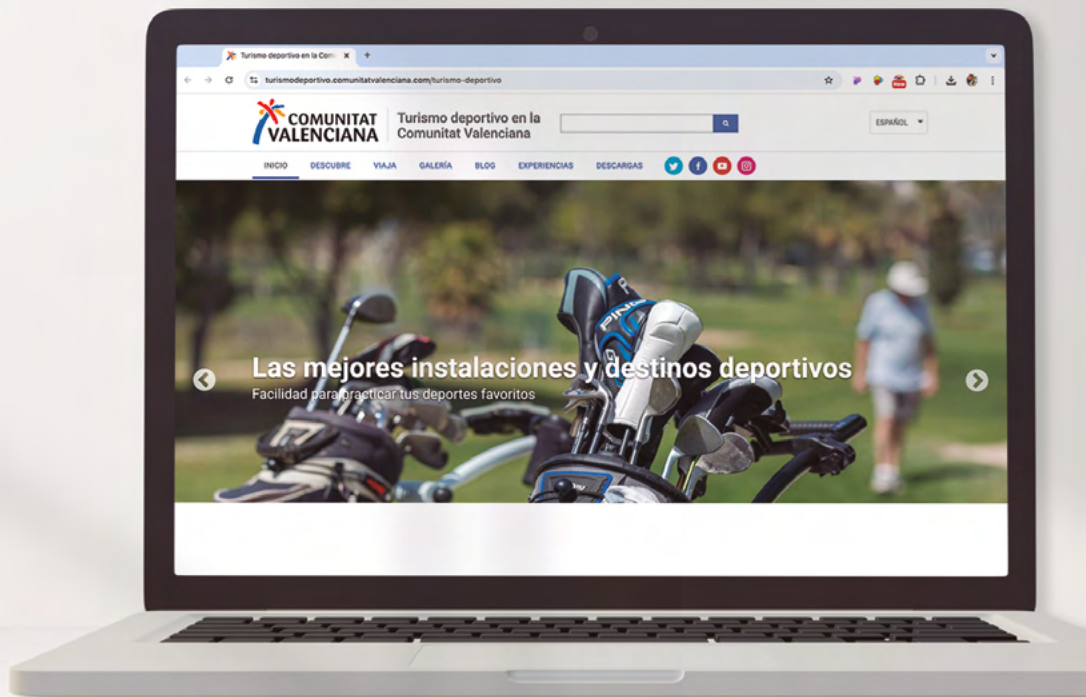 Turismo deportivo en la Com
turismodeportivo.comunitatvalenciana.com/turismo-deportivo
COMUNITAT
VALENCIANA
Turismo deportivo en la
Comunitat Valenciana
ESPAÑOL
INICIO DESCUBRE VIAJA GALERÍA BLOG EXPERIENCIAS DESCARGAS
PING
Las mejores instalaciones y destinos deportivos
Facilidad para practicar tus deportes favoritos